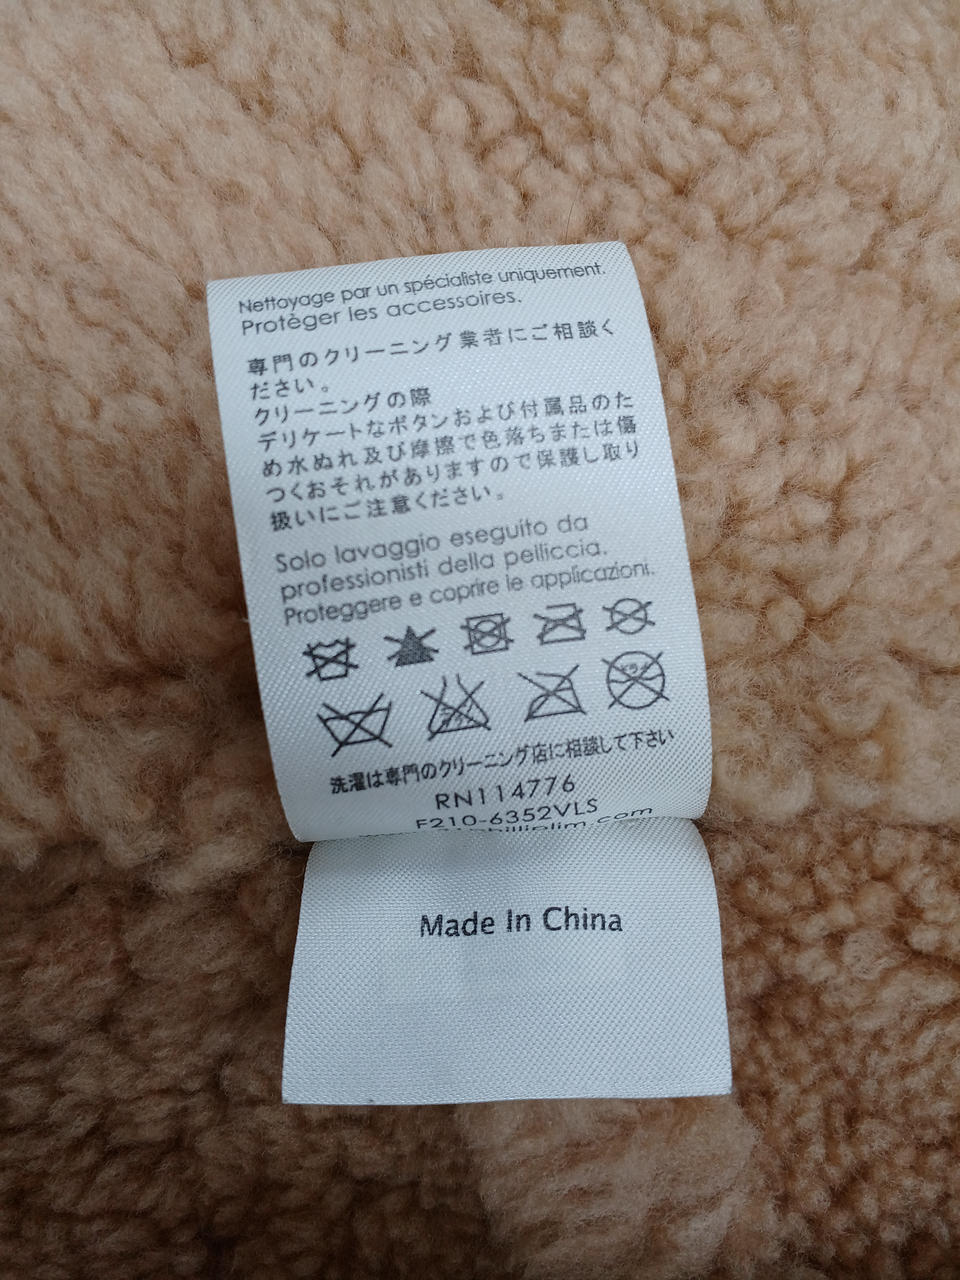 Nettoyage par un spécialiste uniquement.
Protéger les accessoires.
専門のクリーニング業者にご相談く
ださい。
クリーニングの際
デリケートなボタンおよび付属品のた
め水ぬれ及び摩擦で色落ちまたは傷
つくおそれがありますので保護し取り
扱いにご注意ください。
Solo lavaggio eseguito da
professionisti della pelliccia.
Proteggere e coprire le applicazioni.
ドライ
ドライ
洗濯は専門のクリーニング店に相談して下さい
RN114776
F210-6352VLS
Made In China